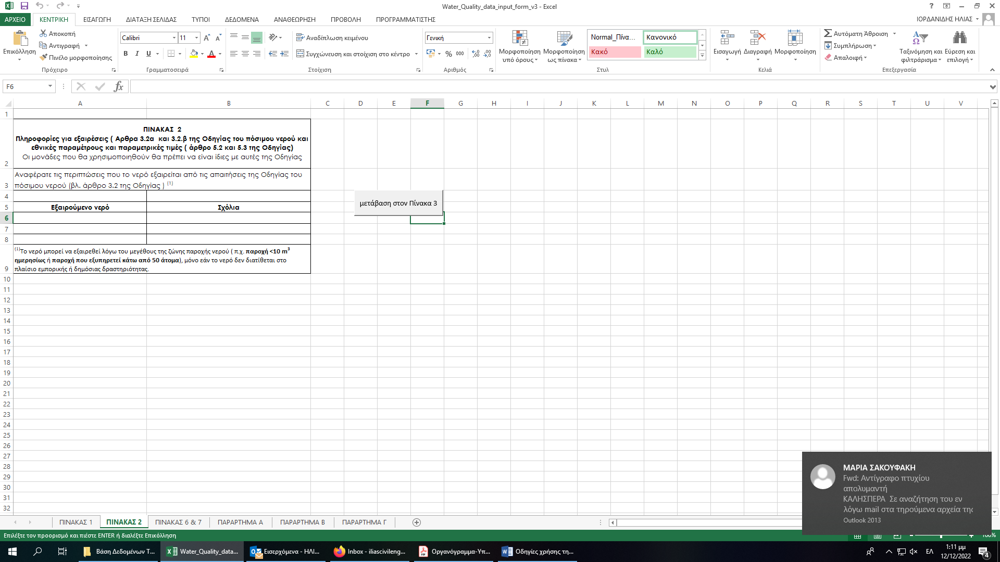 Water_Quality_data_input_form_v3 - Excel
ΑΡΧΕΙΟ ΚΕΝΤΡΙΚΗ ΕΙΣΑΓΩΓΗ ΔΙΑΤΑΞΗ ΣΕΛΙΔΑΣ ΤΥΠΟΙ ΔΕΔΟΜΕΝΑ ΑΝΑΘΕΩΡΗΣΗ ΠΡΟΒΟΛΗ ΠΡΟΓΡΑΜΜΑΤΙΣΤΗΣ ΙΟΡΔΑΝΙΔΗΣ ΗΛΙΑΣ
Επικόλληση
Αποκοπή
Αντιγραφή
Πινέλο μορφοποίησης
Πρόχειρο
Calibri 11
B I U
Γραμματοσειρά
Αναδίπλωση κειμένου
Συγχώνευση και στοίχιση στο κέντρο
Στοίχιση
Γενική
% 000
Αριθμός
Μορφοποίηση υπό όρους
Μορφοποίηση ως πίνακα
Normal_Πίνα... Κανονικό
Κακό Καλό
Στυλ
Εισαγωγή Διαγραφή Μορφοποίηση
Κελιά
Αυτόματη Άθροιση
Συμπλήρωση
Απαλοιφή
Ταξινόμηση και φιλτράρισμα
Εύρεση και επιλογή
Επεξεργασία
F6
fx
A B C D E F G H I J K L M N O P Q R S T U V
1
2
ΠΙΝΑΚΑΣ 2
Πληροφορίες για εξαιρέσεις ( Αρθρα 3.2α και 3.2.β της Οδηγίας του πόσιμου νερού και
εθνικές παραμέτρους και παραμετρικές τιμές ( άρθρο 5.2 και 5.3 της Οδηγίας)
Οι μονάδες που θα χρησιμοποιηθούν θα πρέπει να είναι ίδιες με αυτές της Οδηγίας
3
Αναφέρατε τις περιπτώσεις που το νερό εξαιρείται από τις απαιτήσεις της Οδηγίας του
πόσιμου νερού (βλ. άρθρο 3.2 της Οδηγίας ) (1)
4
μετάβαση στον Πίνακα 3
5 Εξαιρούμενο νερό Σχόλια
6
7
8
9
(1)Το νερό μπορεί να εξαιρεθεί λόγω του μεγέθους της ζώνης παροχής νερού ( π.χ. παροχή <10 m3
ημερησίως ή παροχή που εξυπηρετεί κάτω από 50 άτομα), μόνο εάν το νερό δεν διατίθεται στο
πλαίσιο εμπορικής ή δημόσιας δραστηριότητας.
10
11
12
13
14
15
16
17
18
19
20
21
22
23
24
25
26
27
28
29
30
31
32
ΜΑΡΙΑ ΣΑΚΟΥΦΑΚΗ
Fwd: Αντίγραφο πτυχίου
απολυμαντή
ΚΑΛΗΣΠΕΡΑ Σε αναζήτηση του εν
λόγω mail στα τηρούμενα αρχεία της
Outlook 2013
ΠΙΝΑΚΑΣ 1 ΠΙΝΑΚΑΣ 2 ΠΙΝΑΚΑΣ 6 & 7 ΠΑΡΑΡΤΗΜΑ Α ΠΑΡΑΡΤΗΜΑ Β ΠΑΡΑΡΤΗΜΑ Γ
Επιλέξτε τον προορισμό και πιέστε ENTER ή διαλέξτε Επικόλληση 100%
Βάση Δεδομένων Τ... Water_Quality_data... Εισερχόμενα - ΗΛΙ... Inbox - iliascivileng... Οργανόγραμμα-Υπ... Οδηγίες χρήσης τη... ΕΛ
1:11 μμ
12/12/2022
4